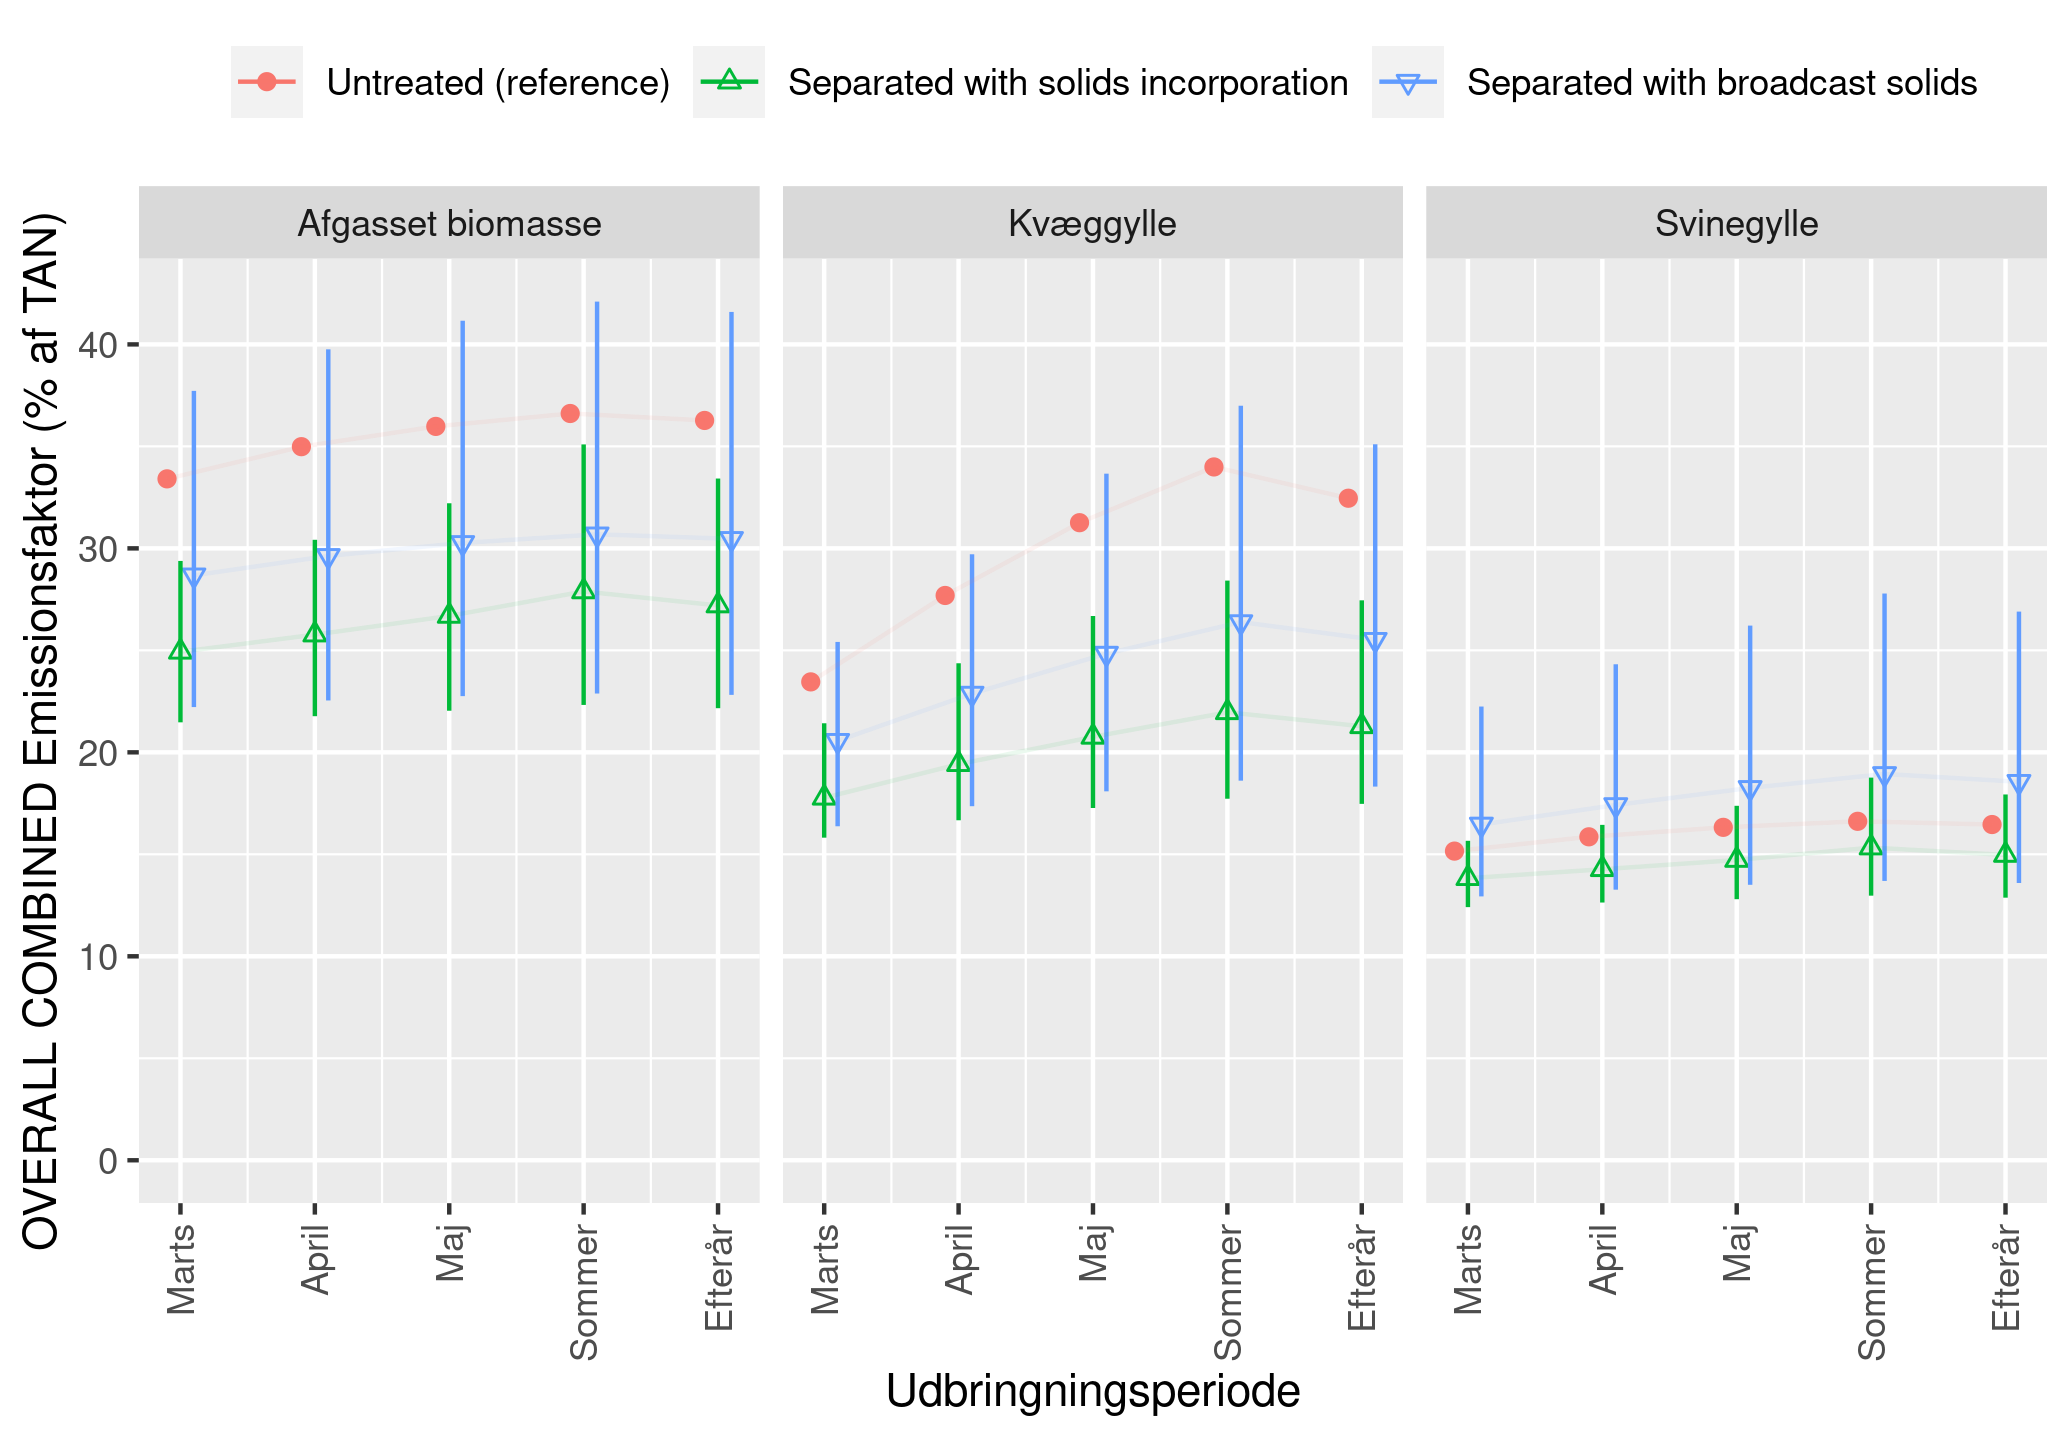 Untreated (reference) Separated with solids incorporation Separated with broadcast solids
OVERALL COMBINED Emissionsfaktor (% af TAN)
Afgasset biomasse Kvæggylle Svinegylle
40
30
20
10
0
Marts April Maj Sommer Efterår Marts April Maj Sommer Efterår Marts April Maj Sommer Efterår
Udbringningsperiode